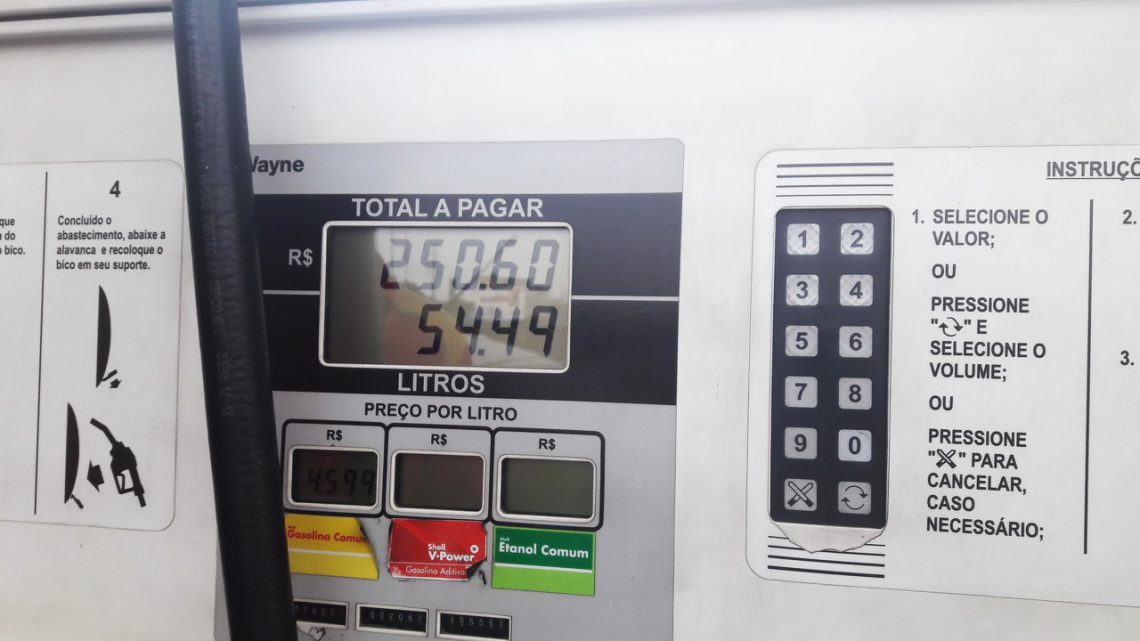 4
Concluído o
abastecimento, abaixe a
alavanca e recoloque o
bico em seu suporte.
que
do
bico.
Wayne
TOTAL A PAGAR
R$
250.60
54.49
LITROS
PREÇO POR LITRO
R$
R$
R$
4.599
Gasolina Comum
Shell
V-Power
Gasolina Aditiva
Shell
Etanol Comum
1 2
3 4
5 6
7 8
9 0
INSTRUÇÕ
1. SELECIONE O
VALOR;
OU
PRESSIONE
"" E
SELECIONE O
VOLUME;
OU
PRESSIONE
"" PARA
CANCELAR,
CASO
NECESSÁRIO;
2.
3.